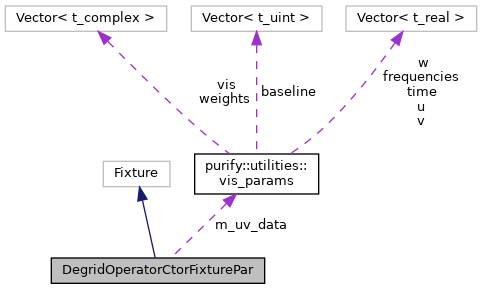 Vector< t_complex >
Vector< t_uint >
Vector< t_real >
vis
weights
baseline
w
frequencies
time
u
v
purify::utilities::
vis_params
Fixture
m_uv_data
DegridOperatorCtorFixturePar